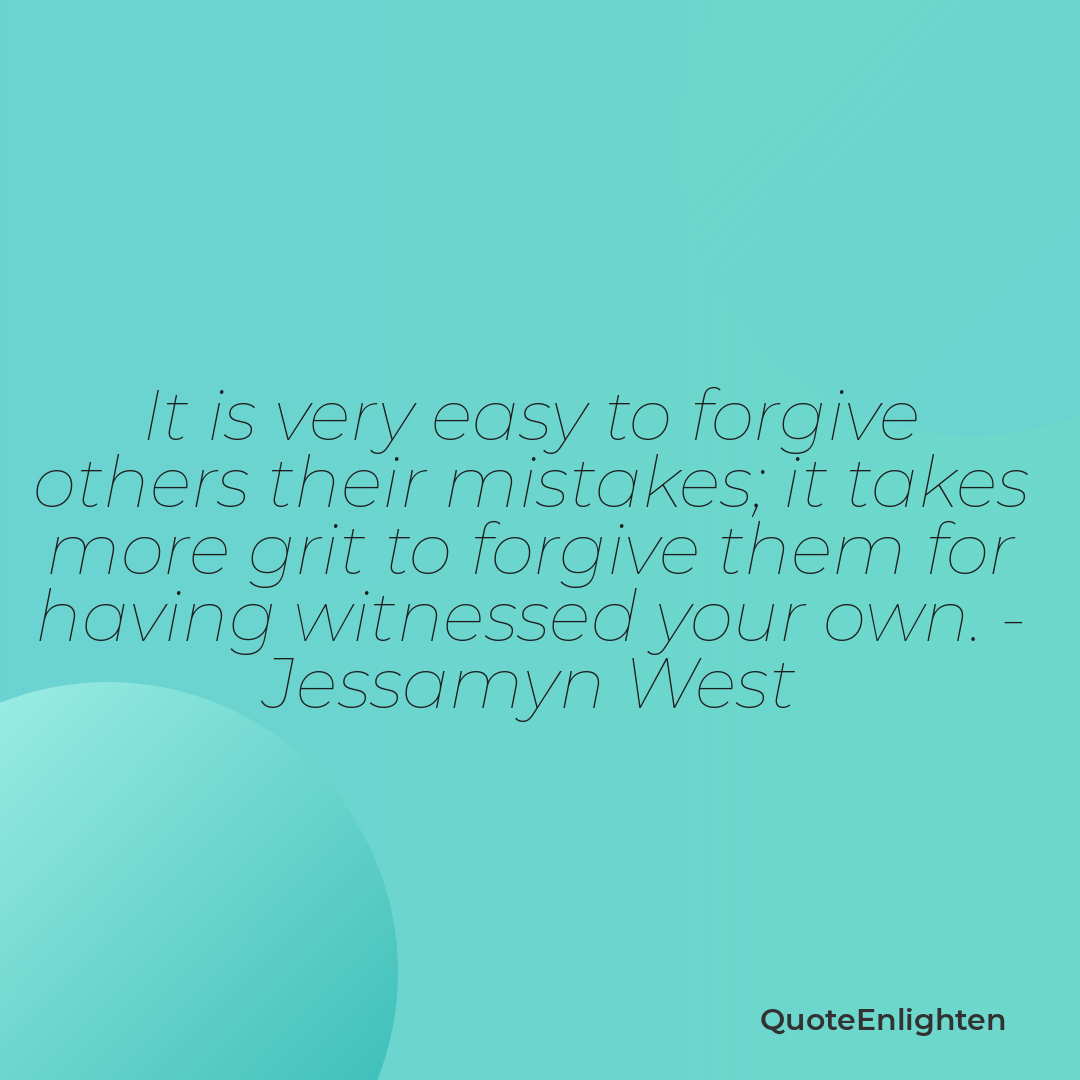 It is very easy to forgive
others their mistakes; it takes
more grit to forgive them for
having witnessed your own. -
Jessamyn West
QuoteEnlighten